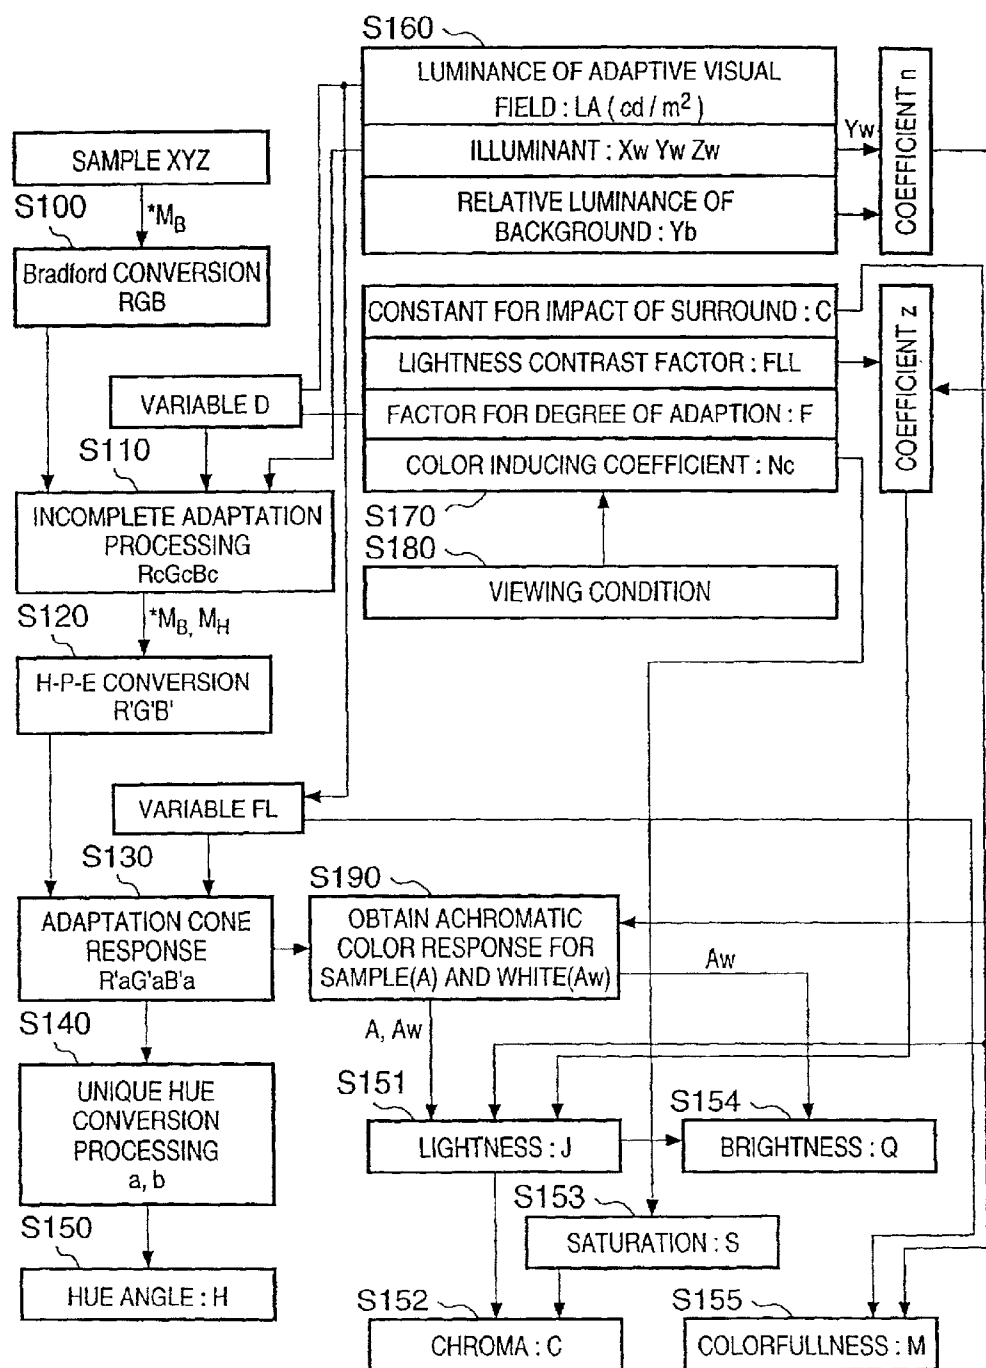 S160
LUMINANCE OF ADAPTIVE VISUAL
FIELD : LA ( cd / m² )
ILLUMINANT : Xw Yw Zw
RELATIVE LUMINANCE OF
BACKGROUND : Yb
Yw
COEFFICIENT n
SAMPLE XYZ
S100
*MB
Bradford CONVERSION
RGB
CONSTANT FOR IMPACT OF SURROUND : C
LIGHTNESS CONTRAST FACTOR : FLL
FACTOR FOR DEGREE OF ADAPTION : F
COLOR INDUCING COEFFICIENT : Nc
COEFFICIENT z
VARIABLE D
S110
INCOMPLETE ADAPTATION
PROCESSING
RcGcBc
S170
S180
VIEWING CONDITION
S120
*MB, MH
H-P-E CONVERSION
R'G'B'
VARIABLE FL
S130
ADAPTATION CONE
RESPONSE
R'aG'aB'a
S190
OBTAIN ACHROMATIC
COLOR RESPONSE FOR
SAMPLE(A) AND WHITE(Aw)
Aw
A, Aw
S140
UNIQUE HUE
CONVERSION
PROCESSING
a, b
S151
LIGHTNESS : J
S154
BRIGHTNESS : Q
S153
SATURATION : S
S150
HUE ANGLE : H
S152
CHROMA : C
S155
COLORFULLNESS : M